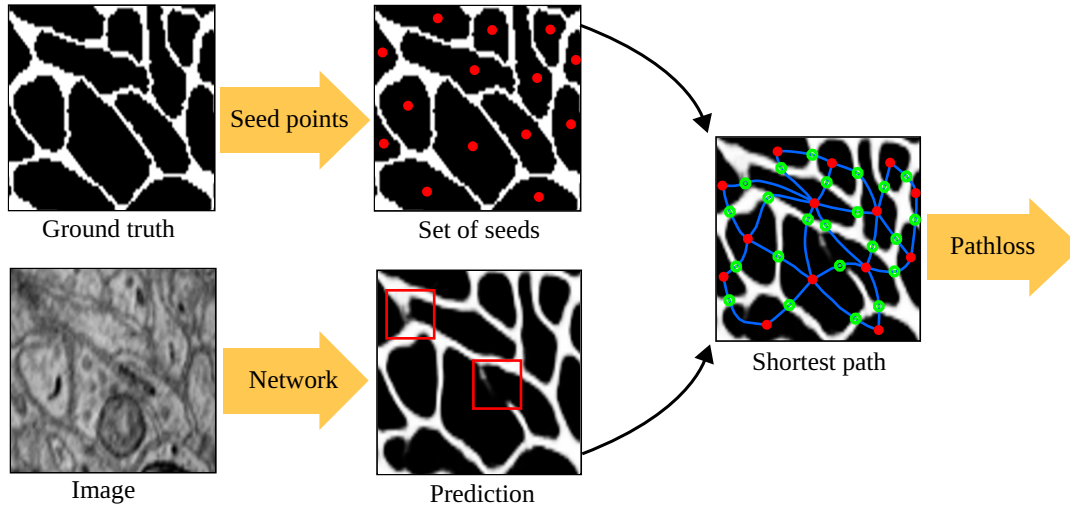 Seed points
Ground truth
Set of seeds
Pathloss
Shortest path
Network
Image
Prediction